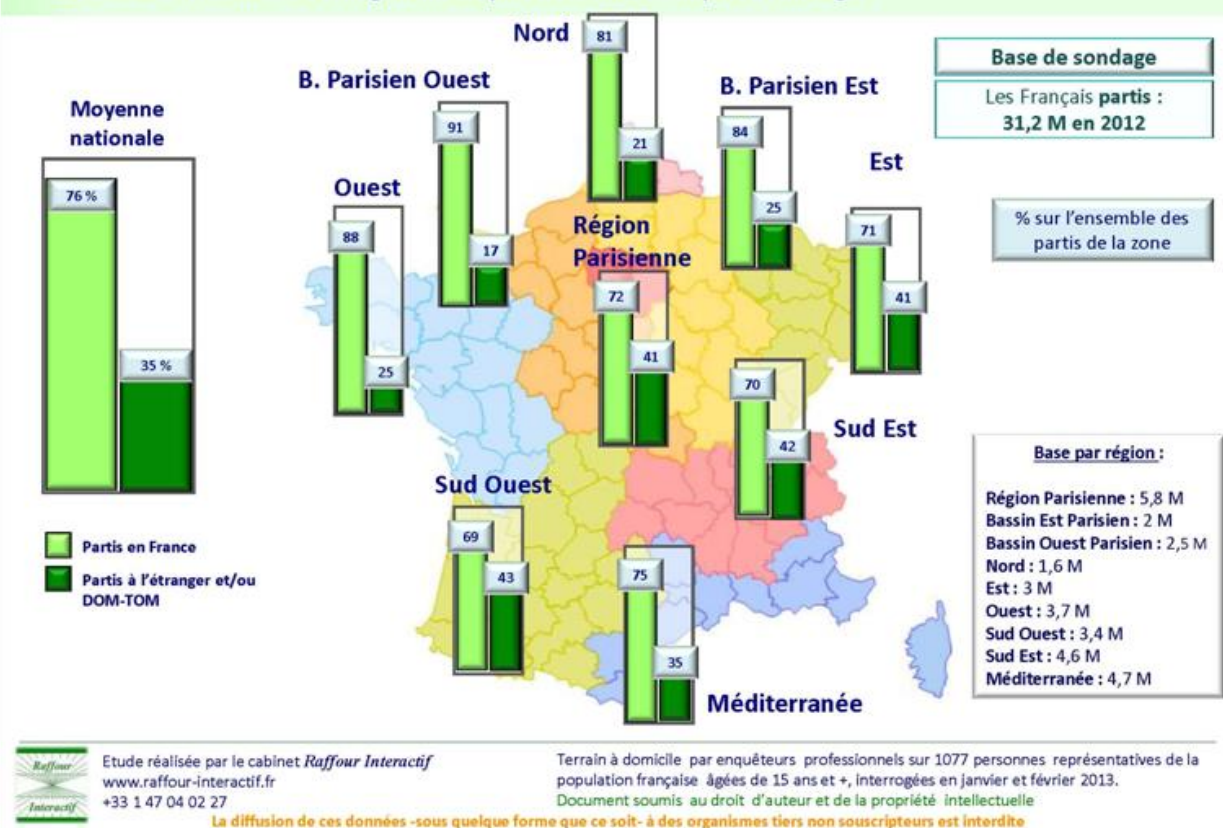 Nord
81
21
B. Parisien Ouest
91
17
B. Parisien Est
84
25
Base de sondage
Les Français partis :
31,2 M en 2012
Moyenne
nationale
76 %
35 %
Ouest
88
25
Région
Parisienne
72
41
Est
71
41
% sur l'ensemble des
partis de la zone
70
42
Sud Est
Sud Ouest
69
43
75
35
Méditerranée
Partis en France
Partis à l'étranger et/ou
DOM-TOM
Base par région :
Région Parisienne : 5,8 M
Bassin Est Parisien : 2 M
Bassin Ouest Parisien : 2,5 M
Nord : 1,6 M
Est : 3 M
Ouest : 3,7 M
Sud Ouest : 3,4 M
Sud Est : 4,6 M
Méditerranée : 4,7 M
Raffour
Interactif
Etude réalisée par le cabinet Raffour Interactif
www.raffour-interactif.fr
+33 1 47 04 02 27
Terrain à domicile par enquêteurs professionnels sur 1077 personnes représentatives de la
population française âgées de 15 ans et +, interrogées en janvier et février 2013.
Document soumis au droit d'auteur et de la propriété intellectuelle
La diffusion de ces données -sous quelque forme que ce soit- à des organismes tiers non souscripteurs est interdite